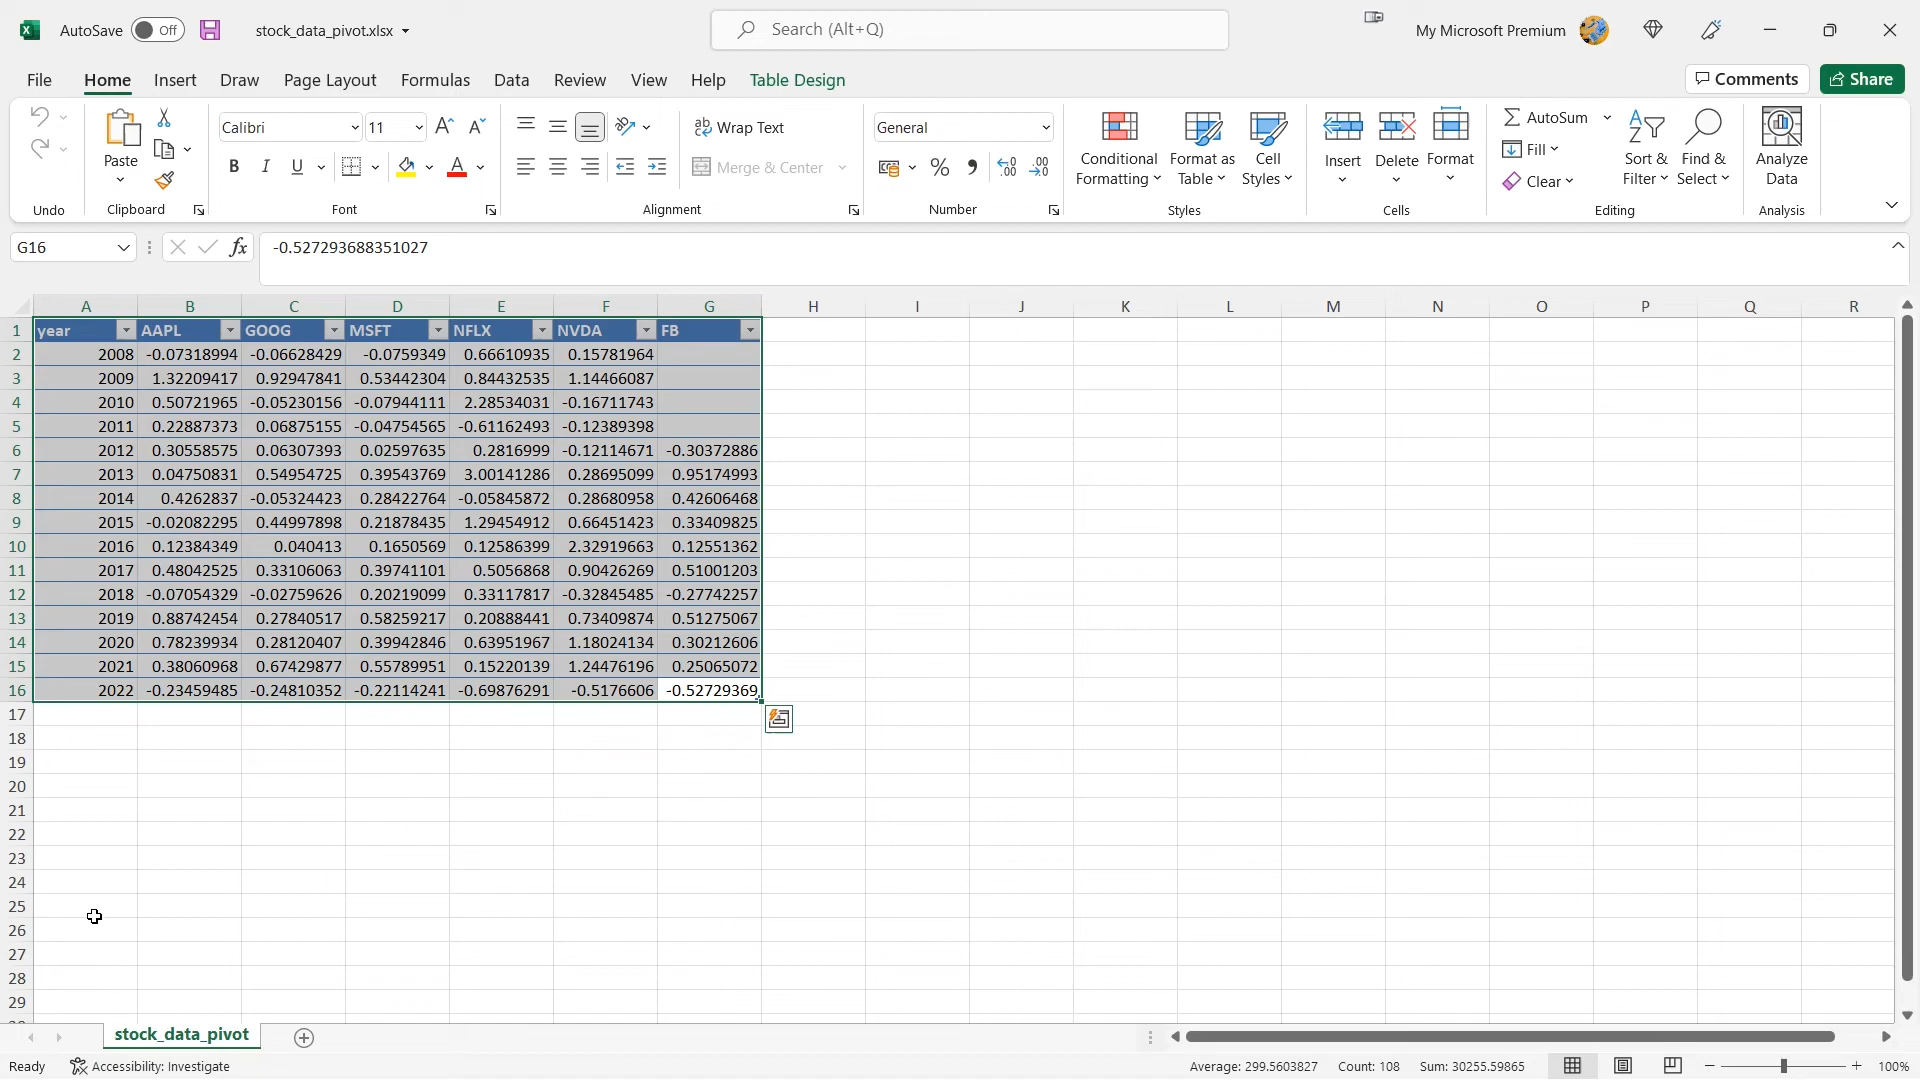 AutoSave Off stock_data_pivot.xlsx Search (Alt+Q) My Microsoft Premium
File Home Insert Draw Page Layout Formulas Data Review View Help Table Design Comments Share
Paste Calibri 11 B I U A ab Wrap Text Merge & Center General % Conditional Formatting Format as Table Cell Styles Insert Delete Format AutoSum Fill Clear Sort & Filter Find & Select Analyze Data
Undo Clipboard Font Alignment Number Styles Cells Editing Analysis
G16 fx -0.527293688351027
A B C D E F G H I J K L M N O P Q R
1 year AAPL GOOG MSFT NFLX NVDA FB
2 2008 -0.07318994 -0.06628429 -0.0759349 0.66610935 0.15781964
3 2009 1.32209417 0.92947841 0.53442304 0.84432535 1.14466087
4 2010 0.50721965 -0.05230156 -0.07944111 2.28534031 -0.16711743
5 2011 0.22887373 0.06875155 -0.04754565 -0.61162493 -0.12389398
6 2012 0.30558575 0.06307393 0.02597635 0.2816999 -0.12114671 -0.30372886
7 2013 0.04750831 0.54954725 0.39543769 3.00141286 0.28695099 0.95174993
8 2014 0.4262837 -0.05324423 0.28422764 -0.05845872 0.28680958 0.42606468
9 2015 -0.02082295 0.44997898 0.21878435 1.29454912 0.66451423 0.33409825
10 2016 0.12384349 0.040413 0.1650569 0.12586399 2.32919663 0.12551362
11 2017 0.48042525 0.33106063 0.39741101 0.5056868 0.90426269 0.51001203
12 2018 -0.07054329 -0.02759626 0.20219099 0.33117817 -0.32845485 -0.27742257
13 2019 0.88742454 0.27840517 0.58259217 0.20888441 0.73409874 0.51275067
14 2020 0.78239934 0.28120407 0.39942846 0.63951967 1.18024134 0.30212606
15 2021 0.38060968 0.67429877 0.55789951 0.15220139 1.24476196 0.25065072
16 2022 -0.23459485 -0.24810352 -0.22114241 -0.69876291 -0.5176606 -0.52729369
17
18
19
20
21
22
23
24
25
26
27
28
29
stock_data_pivot
Ready Accessibility: Investigate Average: 299.5603827 Count: 108 Sum: 30255.59865 100%